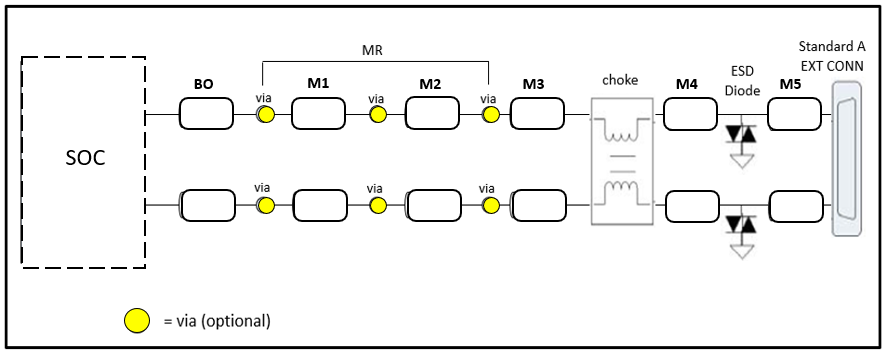 MR
Standard A
EXT CONN
BO
M1
M2
M3
choke
M4
ESD
Diode
M5
via
via
via
SOC
via
via
via
= via (optional)